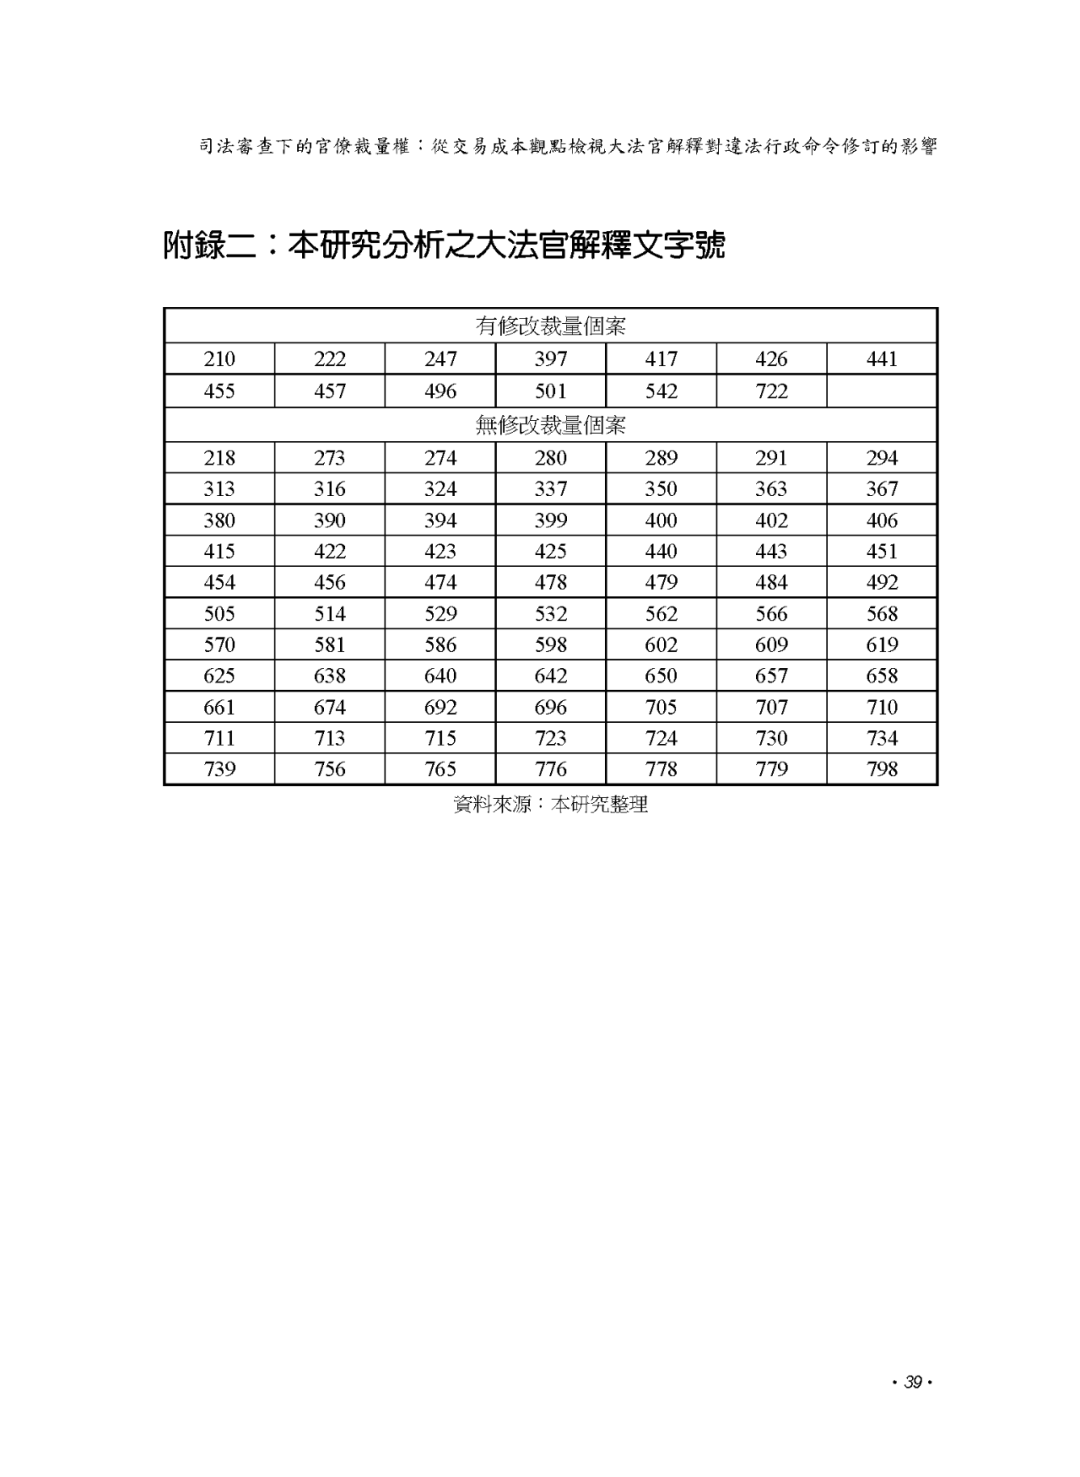 司法審查下的官僚裁量權：從交易成本觀點檢視大法官解釋對違法行政命令修訂的影響
附錄二：本研究分析之大法官解釋文字號
有修改裁量個案
210 222 247 397 417 426 441
455 457 496 501 542 722
無修改裁量個案
218 273 274 280 289 291 294
313 316 324 337 350 363 367
380 390 394 399 400 402 406
415 422 423 425 440 443 451
454 456 474 478 479 484 492
505 514 529 532 562 566 568
570 581 586 598 602 609 619
625 638 640 642 650 657 658
661 674 692 696 705 707 710
711 713 715 723 724 730 734
739 756 765 776 778 779 798
資料來源：本研究整理
・39・